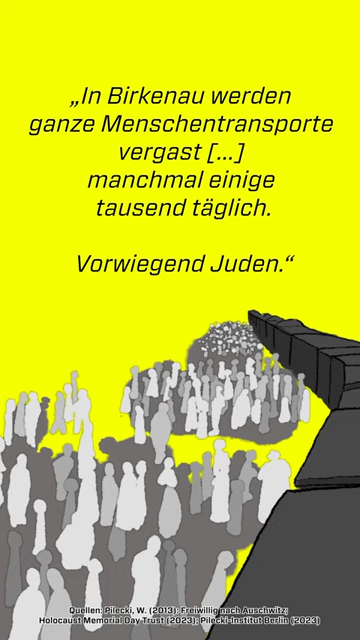 „In Birkenau werden
ganze Menschentransporte
vergast [...]
manchmal einige
tausend täglich.
Vorwiegend Juden.“
Quellen: Pilecki, W. (2013); Freiwillig nach Auschwitz;
Holocaust Memorial Day Trust (2023), Pilecki-Institut Berlin (2023)